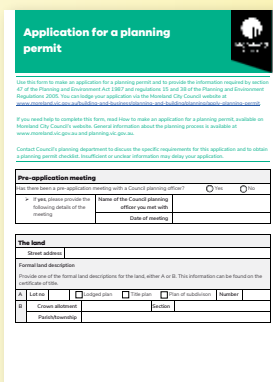 Application for a planning
permit
Use this form to make an application for a planning permit and to provide the information required by section
47 of the Planning and Environment Act 1987 and regulations 15 and 38 of the Planning and Environment
Regulations 2005. You can lodge your application via the Moreland City Council website at
www.moreland.vic.gov.au/building-and-business/planning-and-building/planning/apply-planning-permit
If you need help to complete this form, read How to make an application for a planning permit available on
Moreland City Council's website. General information about the planning process is available at
www.moreland.vic.gov.au and planning.vic.gov.au.
Contact Council's planning department to discuss the specific requirements for this application and to obtain
a planning permit checklist. Insufficient or unclear information may delay your application.
Pre-application meeting
Has there been a pre-application meeting with a Council planning officer? Yes No
➢ If yes, please provide the Name of the Council planning
following details of the officer you met with
meeting.
Date of meeting
The land
Street address
Formal land description
Provide one of the formal land descriptions for the land, either A or B. This information can be found on the
certificate of title.
A Lot no Lodged plan Title plan Plan of subdivision Number
B Crown allotment Section
Parish/township